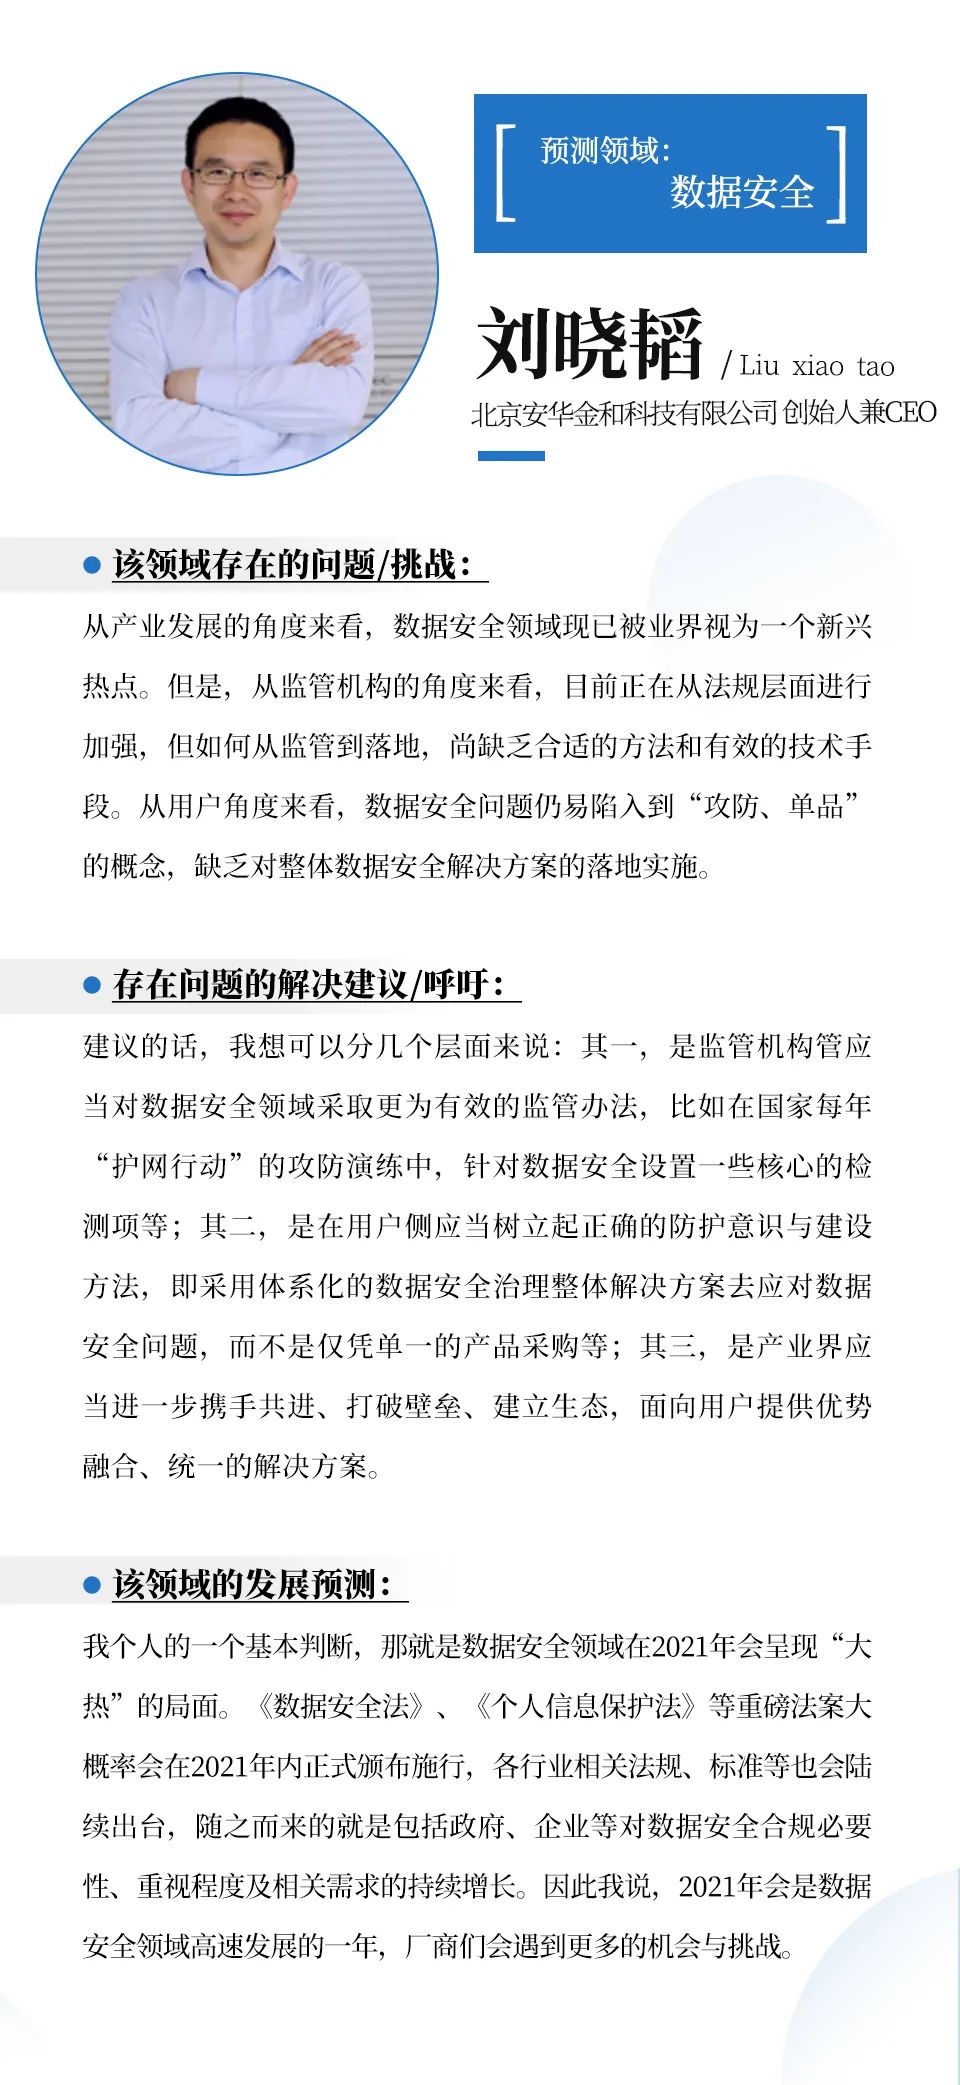 预测领域：
数据安全
刘晓韬 / Liu xiao tao
北京安华金和科技有限公司 创始人兼CEO
该领域存在的问题/挑战：
从产业发展的角度来看，数据安全领域现已被业界视为一个新兴
热点。但是，从监管机构的角度来看，目前正在从法规层面进行
加强，但如何从监管到落地，尚缺乏合适的方法和有效的技术手
段。从用户角度来看，数据安全问题仍易陷入到“攻防、单品”
的概念，缺乏对整体数据安全解决方案的落地实施。
存在问题的解决建议/呼吁：
建议的话，我想可以分几个层面来说：其一，是监管机构管应
当对数据安全领域采取更为有效的监管办法，比如在国家每年
“护网行动”的攻防演练中，针对数据安全设置一些核心的检
测项等；其二，是在用户侧应当树立起正确的防护意识与建设
方法，即采用体系化的数据安全治理整体解决方案去应对数据
安全问题，而不是仅凭单一的产品采购等；其三，是产业界应
当进一步携手共进、打破壁垒、建立生态，面向用户提供优势
融合、统一的解决方案。
该领域的发展预测：
我个人的一个基本判断，那就是数据安全领域在2021年会呈现“大
热”的局面。《数据安全法》、《个人信息保护法》等重磅法案大
概率会在2021年内正式颁布施行，各行业相关法规、标准等也会陆
续出台，随之而来的就是包括政府、企业等对数据安全合规必要
性、重视程度及相关需求的持续增长。因此我说，2021年会是数据
安全领域高速发展的一年，厂商们会遇到更多的机会与挑战。